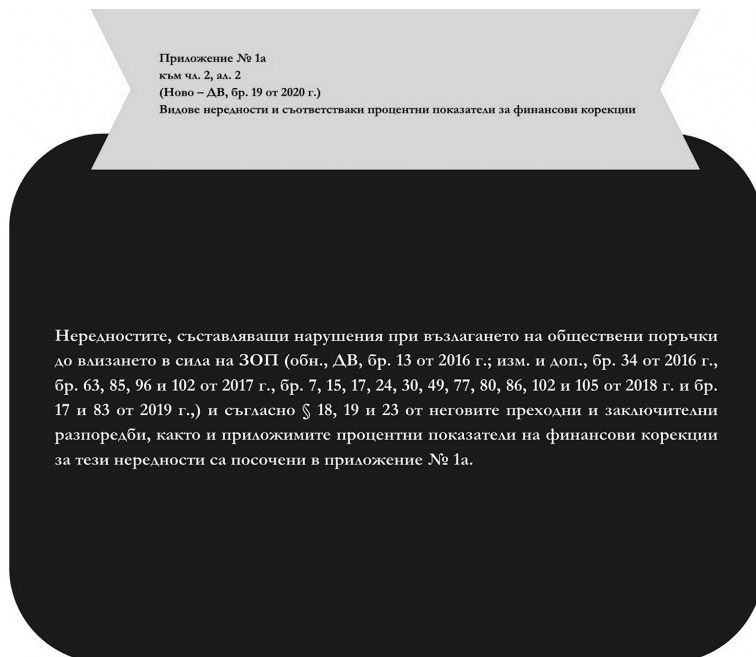 Приложение № 1а
към чл. 2, ал. 2
(Ново – ДВ, бр. 19 от 2020 г.)
Видове нередности и съответстваки процентни показатели за финансови корекции
Нередностите, съставляващи нарушения при възлагането на обществени поръчки
до влизането в сила на ЗОП (обн., ДВ, бр. 13 от 2016 г.; изм. и доп., бр. 34 от 2016 г.,
бр. 63, 85, 96 и 102 от 2017 г., бр. 7, 15, 17, 24, 30, 49, 77, 80, 86, 102 и 105 от 2018 г. и бр.
17 и 83 от 2019 г.,) и съгласно § 18, 19 и 23 от неговите преходни и заключителни
разпоредби, както и приложимите процентни показатели на финансови корекции
за тези нередности са посочени в приложение № 1а.